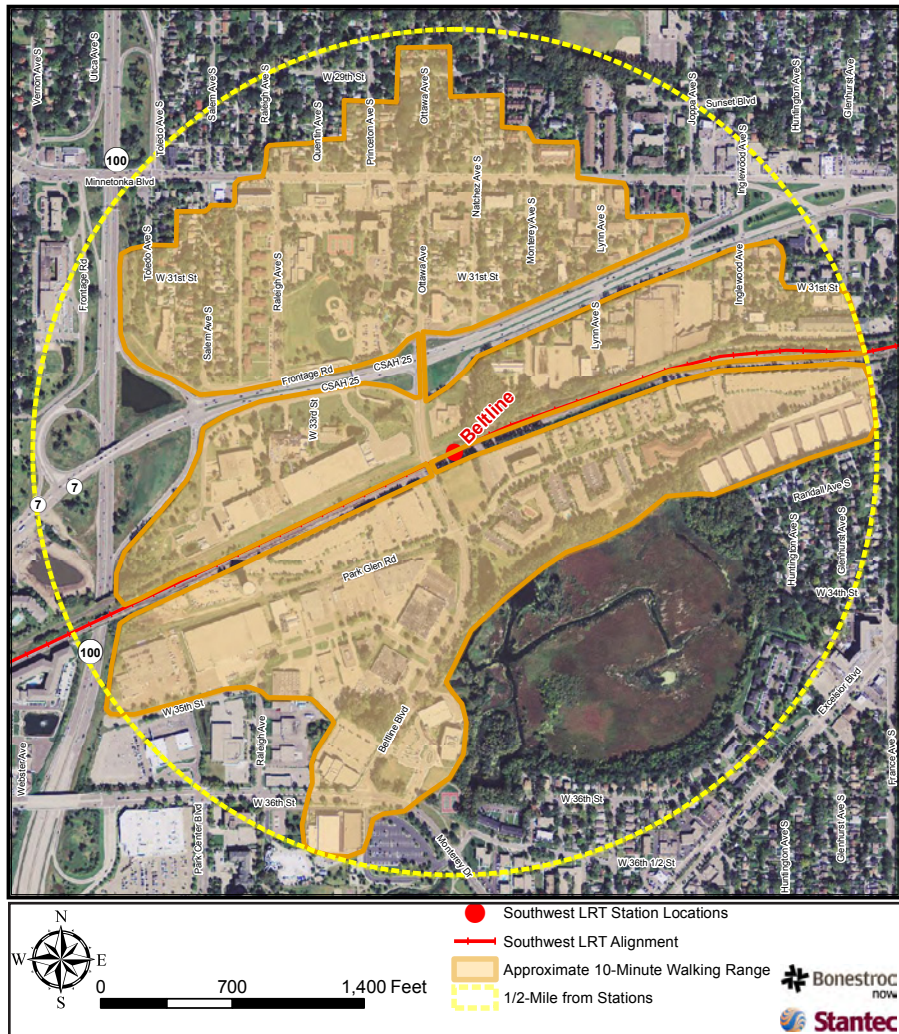 Vernon Ave S
Utica Ave S
Toledo Ave S
Salem Ave S
Raleigh Ave S
W 29th St
Quentin Ave S
Princeton Ave S
Ottawa Ave S
Joppa Ave S
Sunset Blvd
Huntington Ave S
Glenhurst Ave
Inglewood Ave S
100
Minnetonka Blvd
Natchez Ave S
Frontage Rd
Toledo Ave S
W 31st St
Raleigh Ave S
Salem Ave S
Ottawa Ave
W 31st St
Monterey Ave S
Lynn Ave S
Inglewood Ave
W 31st St
Lynn Ave S
Frontage Rd
CSAH 25
CSAH 25
W 33rd St
Beltline
7
7
Randall Ave S
Huntington Ave S
Glenhurst Ave S
W 34th St
Park Glen Rd
100
W 35th St
Excelsior Blvd
Webster Ave
Raleigh Ave
Beltline Blvd
France Ave S
W 36th St
W 36th St
Park Center Blvd
Monterey Dr
W 36th 1/2 St
Huntington Ave S
Glenhurst Ave S
N
W
E
S
0 700 1,400 Feet
Southwest LRT Station Locations
Southwest LRT Alignment
Approximate 10-Minute Walking Range
1/2-Mile from Stations
Bonestroo
now
Stantec